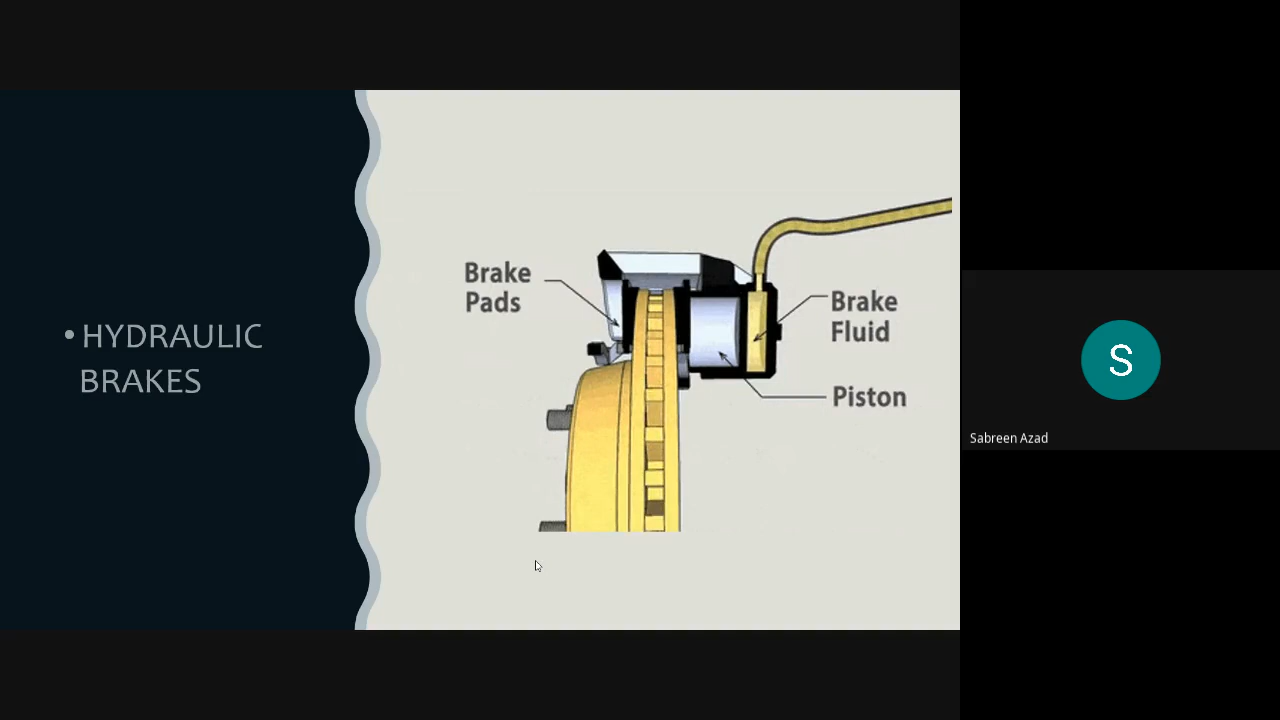 • HYDRAULIC
BRAKES
Brake
Pads
Brake
Fluid
Piston
S
Sabreen Azad